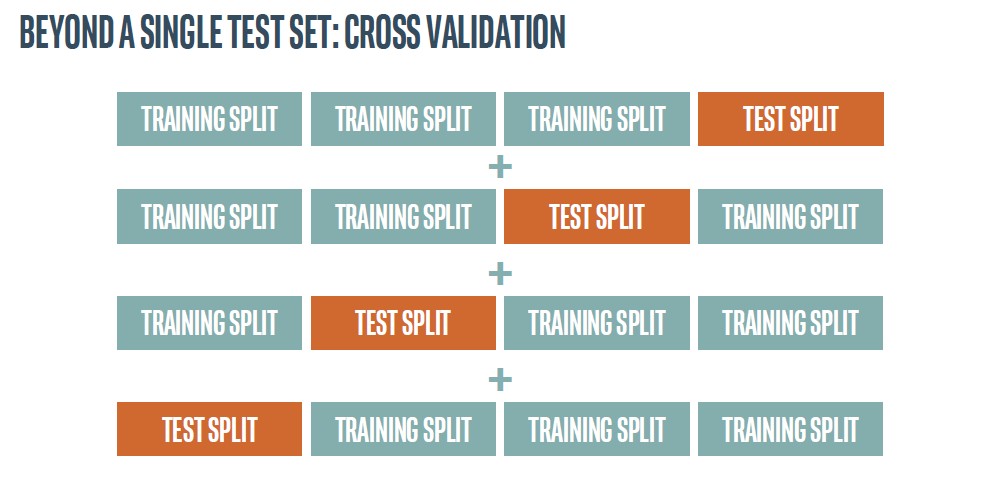 BEYOND A SINGLE TEST SET: CROSS VALIDATION
TRAINING SPLIT TRAINING SPLIT TRAINING SPLIT TEST SPLIT
+
TRAINING SPLIT TRAINING SPLIT TEST SPLIT TRAINING SPLIT
+
TRAINING SPLIT TEST SPLIT TRAINING SPLIT TRAINING SPLIT
+
TEST SPLIT TRAINING SPLIT TRAINING SPLIT TRAINING SPLIT